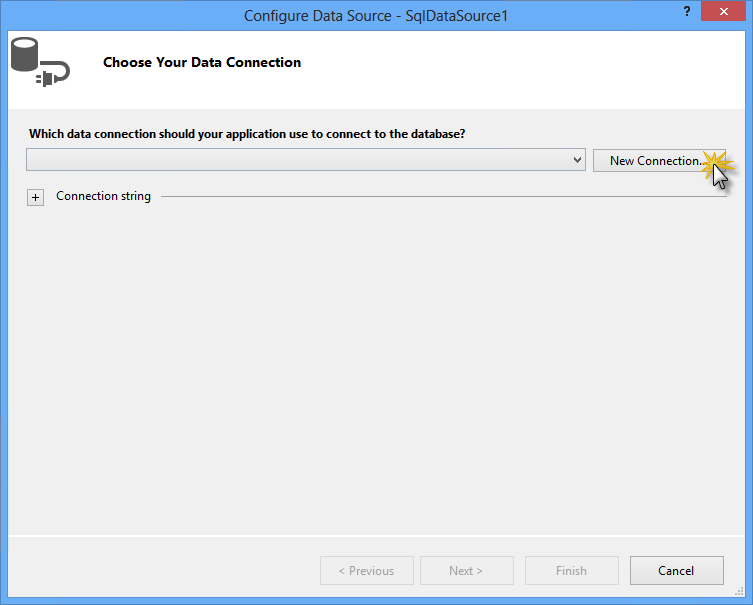 Configure Data Source - SqlDataSource1
?
Choose Your Data Connection
Which data connection should your application use to connect to the database?
New Connection...
+ Connection string
< Previous Next > Finish Cancel